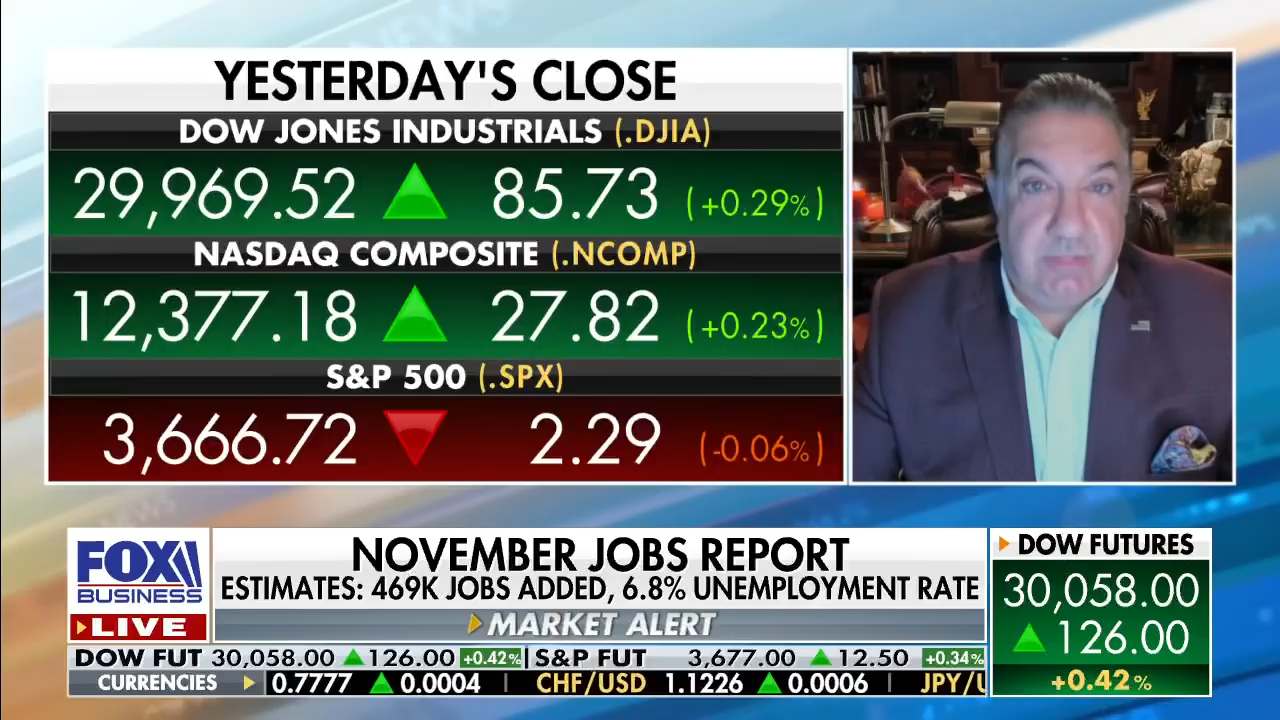 YESTERDAY'S CLOSE
DOW JONES INDUSTRIALS (.DJIA)
29,969.52 ▲ 85.73 (+0.29%)
NASDAQ COMPOSITE (.NCOMP)
12,377.18 ▲ 27.82 (+0.23%)
S&P 500 (.SPX)
3,666.72 ▼ 2.29 (-0.06%)
FOX
BUSINESS
LIVE
NOVEMBER JOBS REPORT
ESTIMATES: 469K JOBS ADDED, 6.8% UNEMPLOYMENT RATE
MARKET ALERT
DOW FUTURES
30,058.00
▲ 126.00
+0.42%
DOW FUT 30,058.00 ▲ 126.00 +0.42% S&P FUT 3,677.00 ▲ 12.50 +0.34%
CURRENCIES 0.7777 ▲ 0.0004 | CHF/USD 1.1226 ▲ 0.0006 | JPY/U